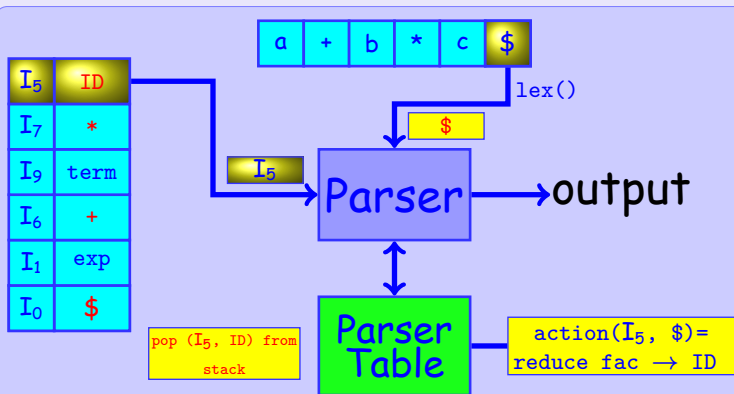 a + b * c $
lex()
$
I5 ID
I7 *
I9 term
I6 +
I1 exp
I0 $
I5
Parser
output
Parser
Table
pop (I5, ID) from
stack
action(I5, $)=
reduce fac → ID